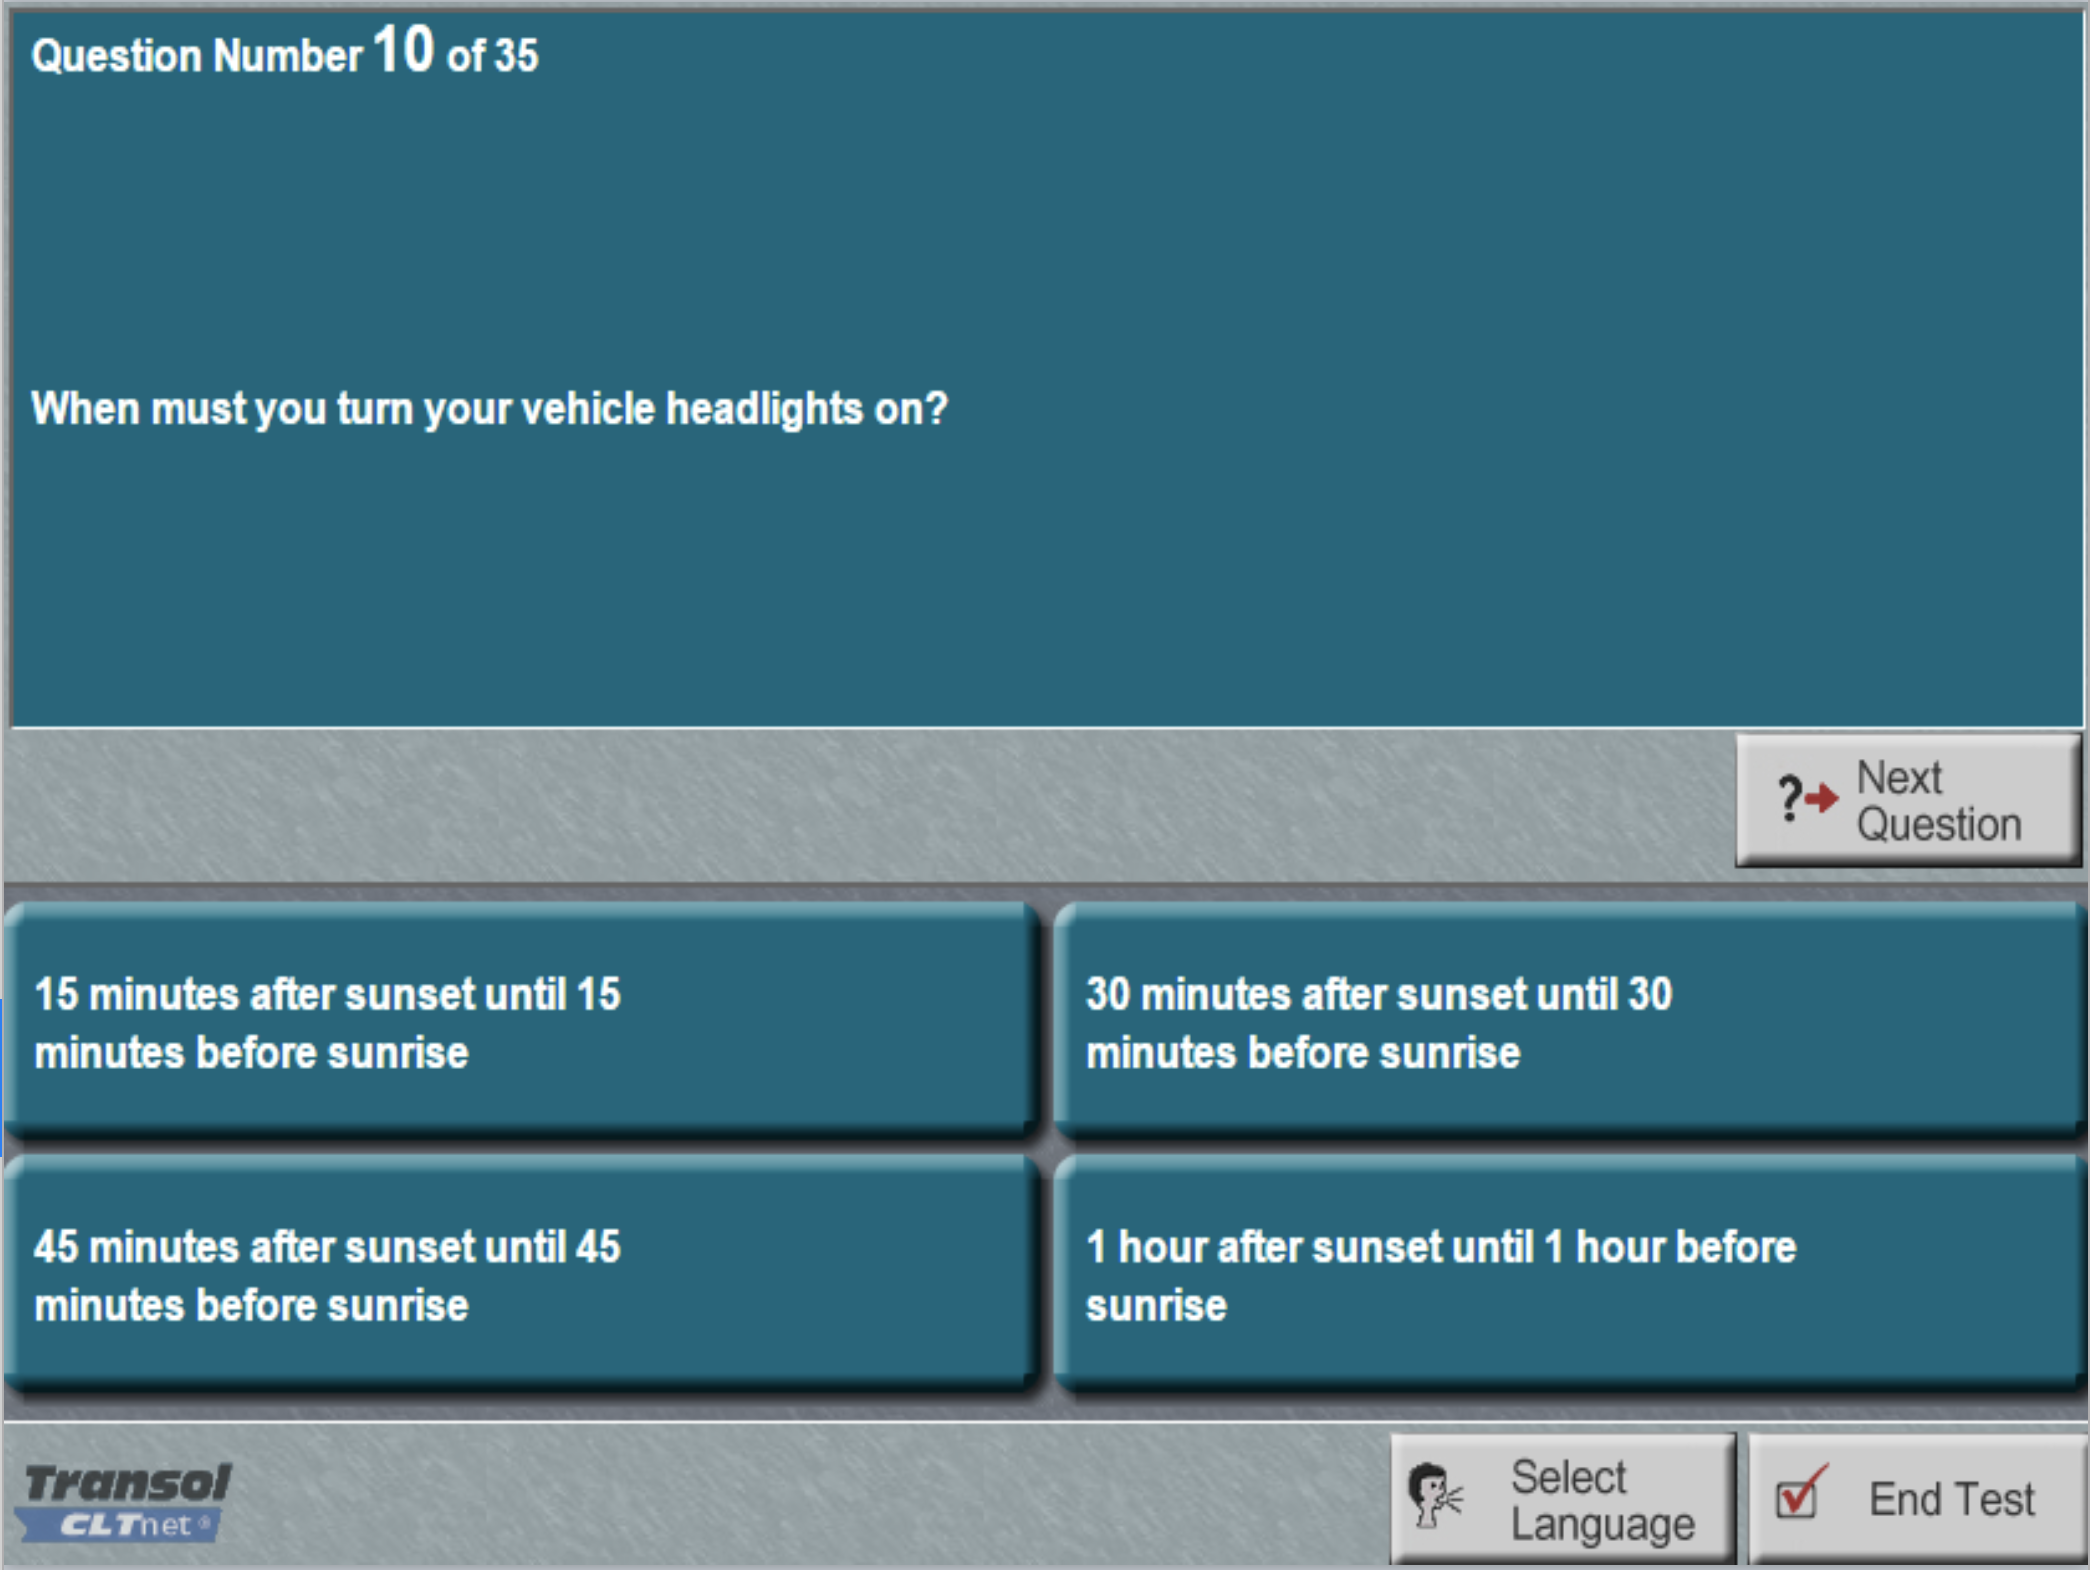 Question Number 10 of 35
When must you turn your vehicle headlights on?
Next
Question
15 minutes after sunset until 15
minutes before sunrise
30 minutes after sunset until 30
minutes before sunrise
45 minutes after sunset until 45
minutes before sunrise
1 hour after sunset until 1 hour before
sunrise
Transol
CLTnet ®
Select
Language
End Test